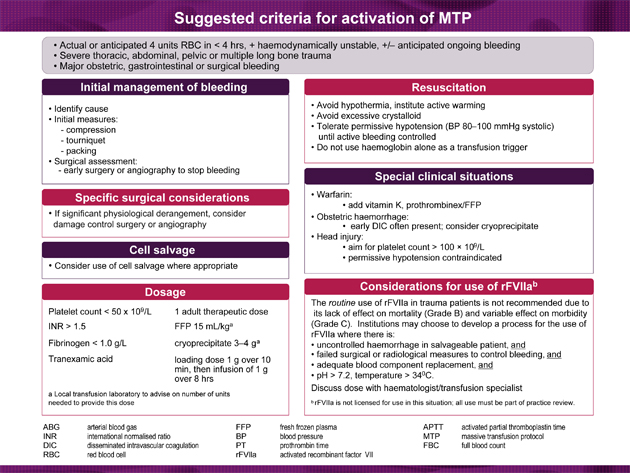 Suggested criteria for activation of MTP
• Actual or anticipated 4 units RBC in < 4 hrs, + haemodynamically unstable, +/– anticipated ongoing bleeding
• Severe thoracic, abdominal, pelvic or multiple long bone trauma
• Major obstetric, gastrointestinal or surgical bleeding
Initial management of bleeding
• Identify cause
• Initial measures:
- compression
- tourniquet
- packing
• Surgical assessment:
- early surgery or angiography to stop bleeding
Specific surgical considerations
• If significant physiological derangement, consider
damage control surgery or angiography
Cell salvage
• Consider use of cell salvage where appropriate
Dosage
Platelet count < 50 x 10⁹/L 1 adult therapeutic dose
INR > 1.5 FFP 15 mL/kgᵃ
Fibrinogen < 1.0 g/L cryoprecipitate 3–4 gᵃ
Tranexamic acid loading dose 1 g over 10
min, then infusion of 1 g
over 8 hrs
a Local transfusion laboratory to advise on number of units
needed to provide this dose
Resuscitation
• Avoid hypothermia, institute active warming
• Avoid excessive crystalloid
• Tolerate permissive hypotension (BP 80–100 mmHg systolic)
until active bleeding controlled
• Do not use haemoglobin alone as a transfusion trigger
Special clinical situations
• Warfarin:
• add vitamin K, prothrombinex/FFP
• Obstetric haemorrhage:
• early DIC often present; consider cryoprecipitate
• Head injury:
• aim for platelet count > 100 × 10⁹/L
• permissive hypotension contraindicated
Considerations for use of rFVIIaᵇ
The routine use of rFVIIa in trauma patients is not recommended due to
its lack of effect on mortality (Grade B) and variable effect on morbidity
(Grade C). Institutions may choose to develop a process for the use of
rFVIIa where there is:
• uncontrolled haemorrhage in salvageable patient, and
• failed surgical or radiological measures to control bleeding, and
• adequate blood component replacement, and
• pH > 7.2, temperature > 34⁰C.
Discuss dose with haematologist/transfusion specialist
ᵇ rFVIIa is not licensed for use in this situation; all use must be part of practice review.
ABG arterial blood gas FFP fresh frozen plasma APTT activated partial thromboplastin time
INR international normalised ratio BP blood pressure MTP massive transfusion protocol
DIC disseminated intravascular coagulation PT prothrombin time FBC full blood count
RBC red blood cell rFVIIa activated recombinant factor VII